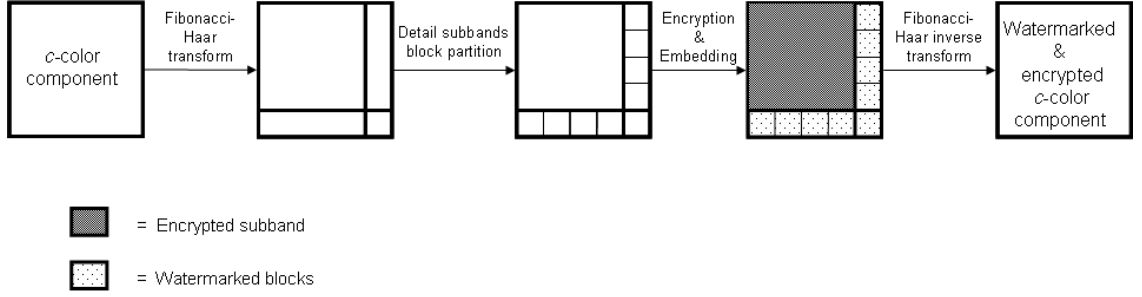 c-color
component
Fibonacci-
Haar
transform
Detail subbands
block partition
Encryption
&
Embedding
Fibonacci-
Haar inverse
transform
Watermarked
&
encrypted
c-color
component
= Encrypted subband
= Watermarked blocks